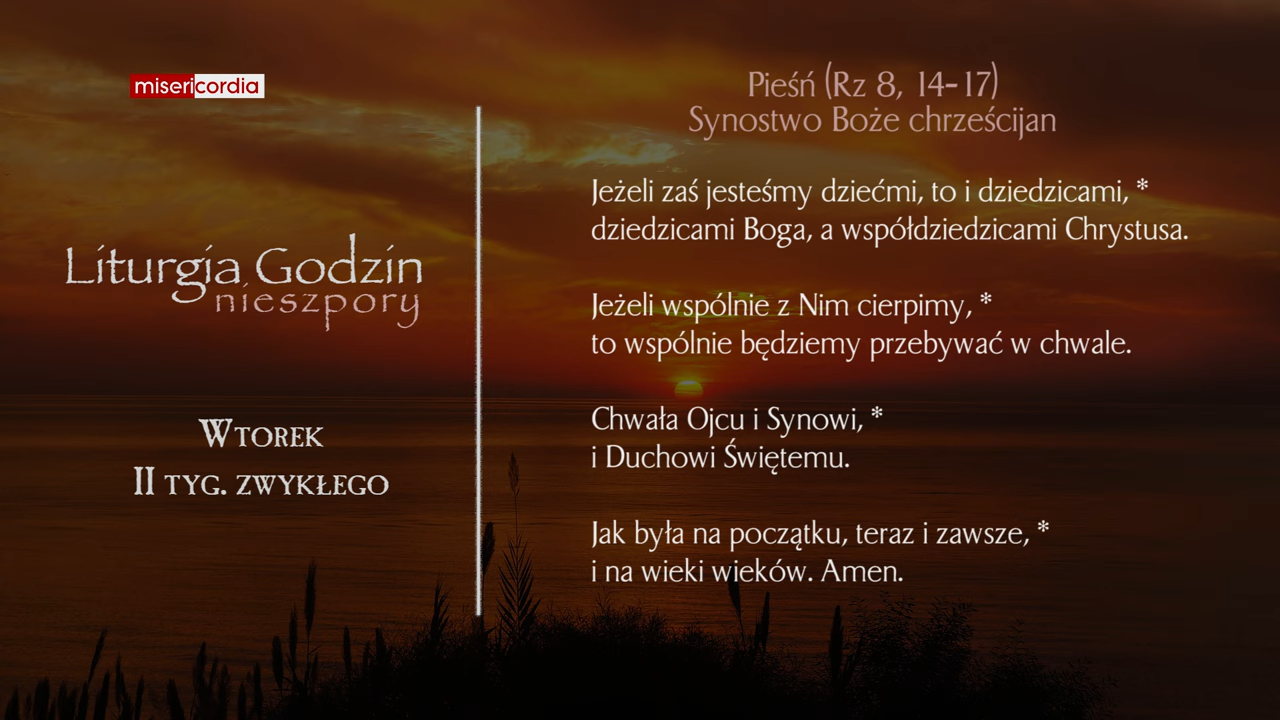 misericordia
Liturgia Godzin
nieszpory
Wtorek
II tyg. zwykłego
Pieśń (Rz 8, 14-17)
Synostwo Boże chrześcijan
Jeżeli zaś jesteśmy dziećmi, to i dziedzicami, *
dziedzicami Boga, a współdziedzicami Chrystusa.
Jeżeli wspólnie z Nim cierpimy, *
to wspólnie będziemy przebywać w chwale.
Chwała Ojcu i Synowi, *
i Duchowi Świętemu.
Jak była na początku, teraz i zawsze, *
i na wieki wieków. Amen.